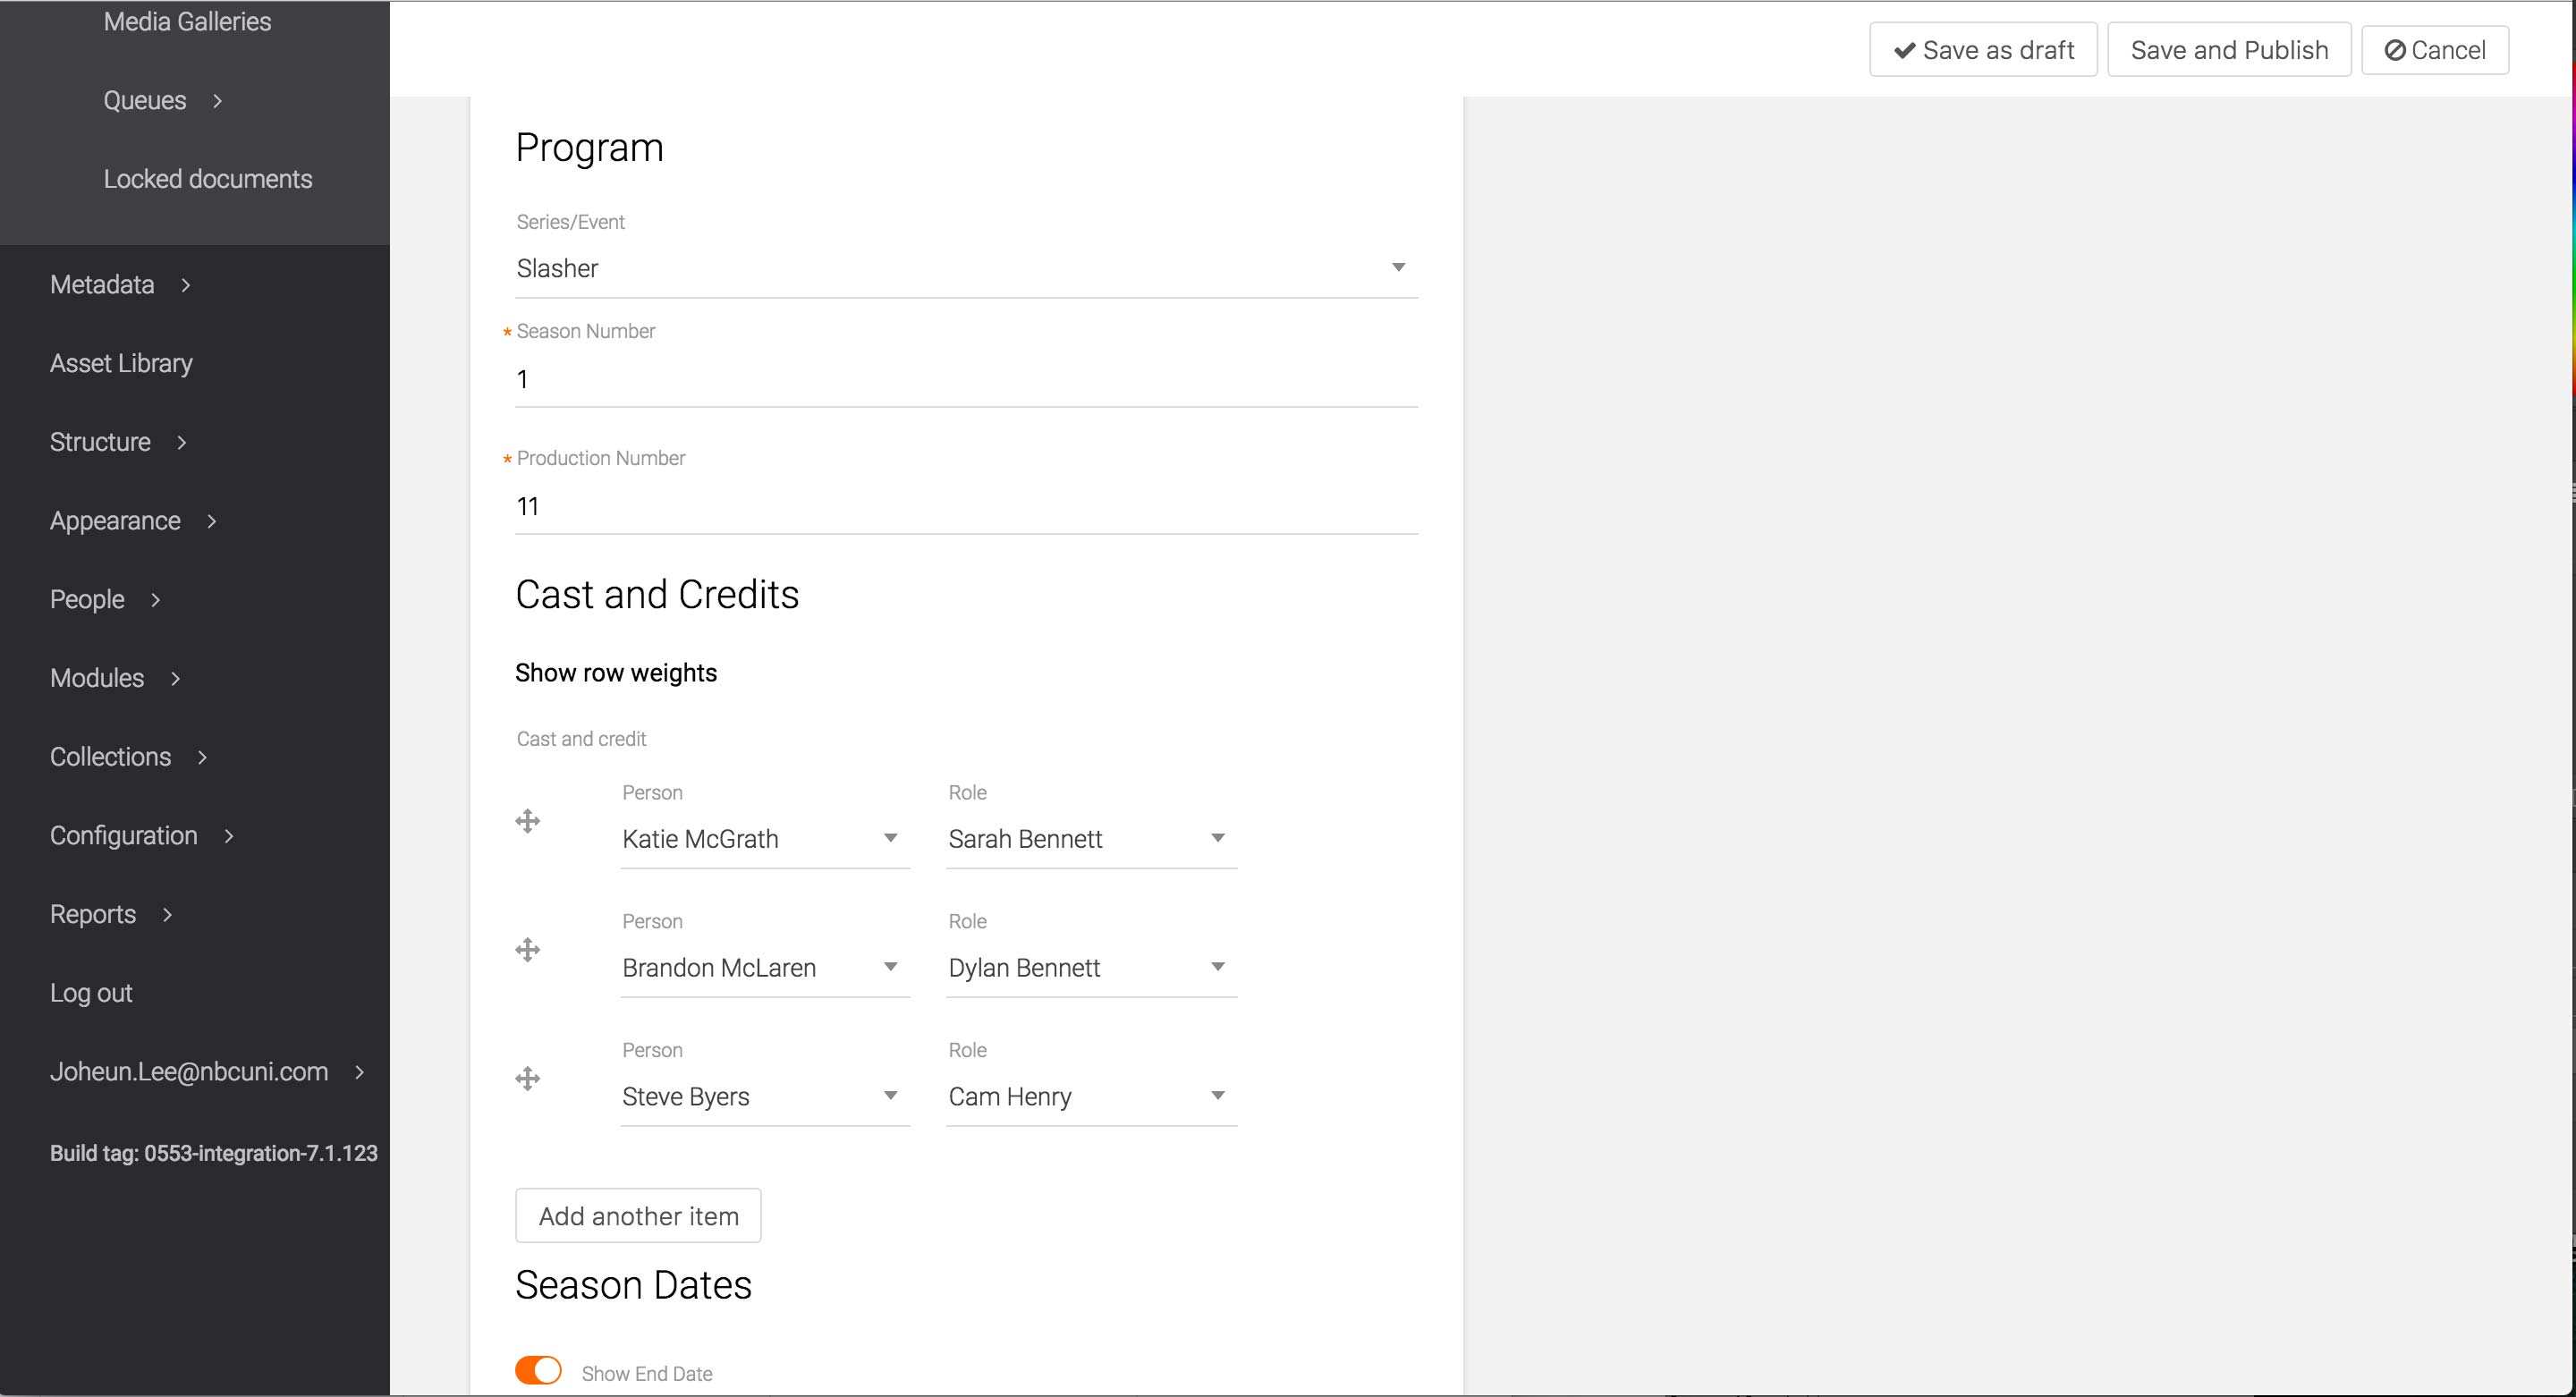 Media Galleries
Queues
Locked documents
Metadata
Asset Library
Structure
Appearance
People
Modules
Collections
Configuration
Reports
Log out
Joheun.Lee@nbcuni.com
Build tag: 0553-integration-7.1.123
Save as draft
Save and Publish
Cancel
Program
Series/Event
Slasher
* Season Number
1
* Production Number
11
Cast and Credits
Show row weights
Cast and credit
Person Role
Katie McGrath Sarah Bennett
Person Role
Brandon McLaren Dylan Bennett
Person Role
Steve Byers Cam Henry
Add another item
Season Dates
Show End Date